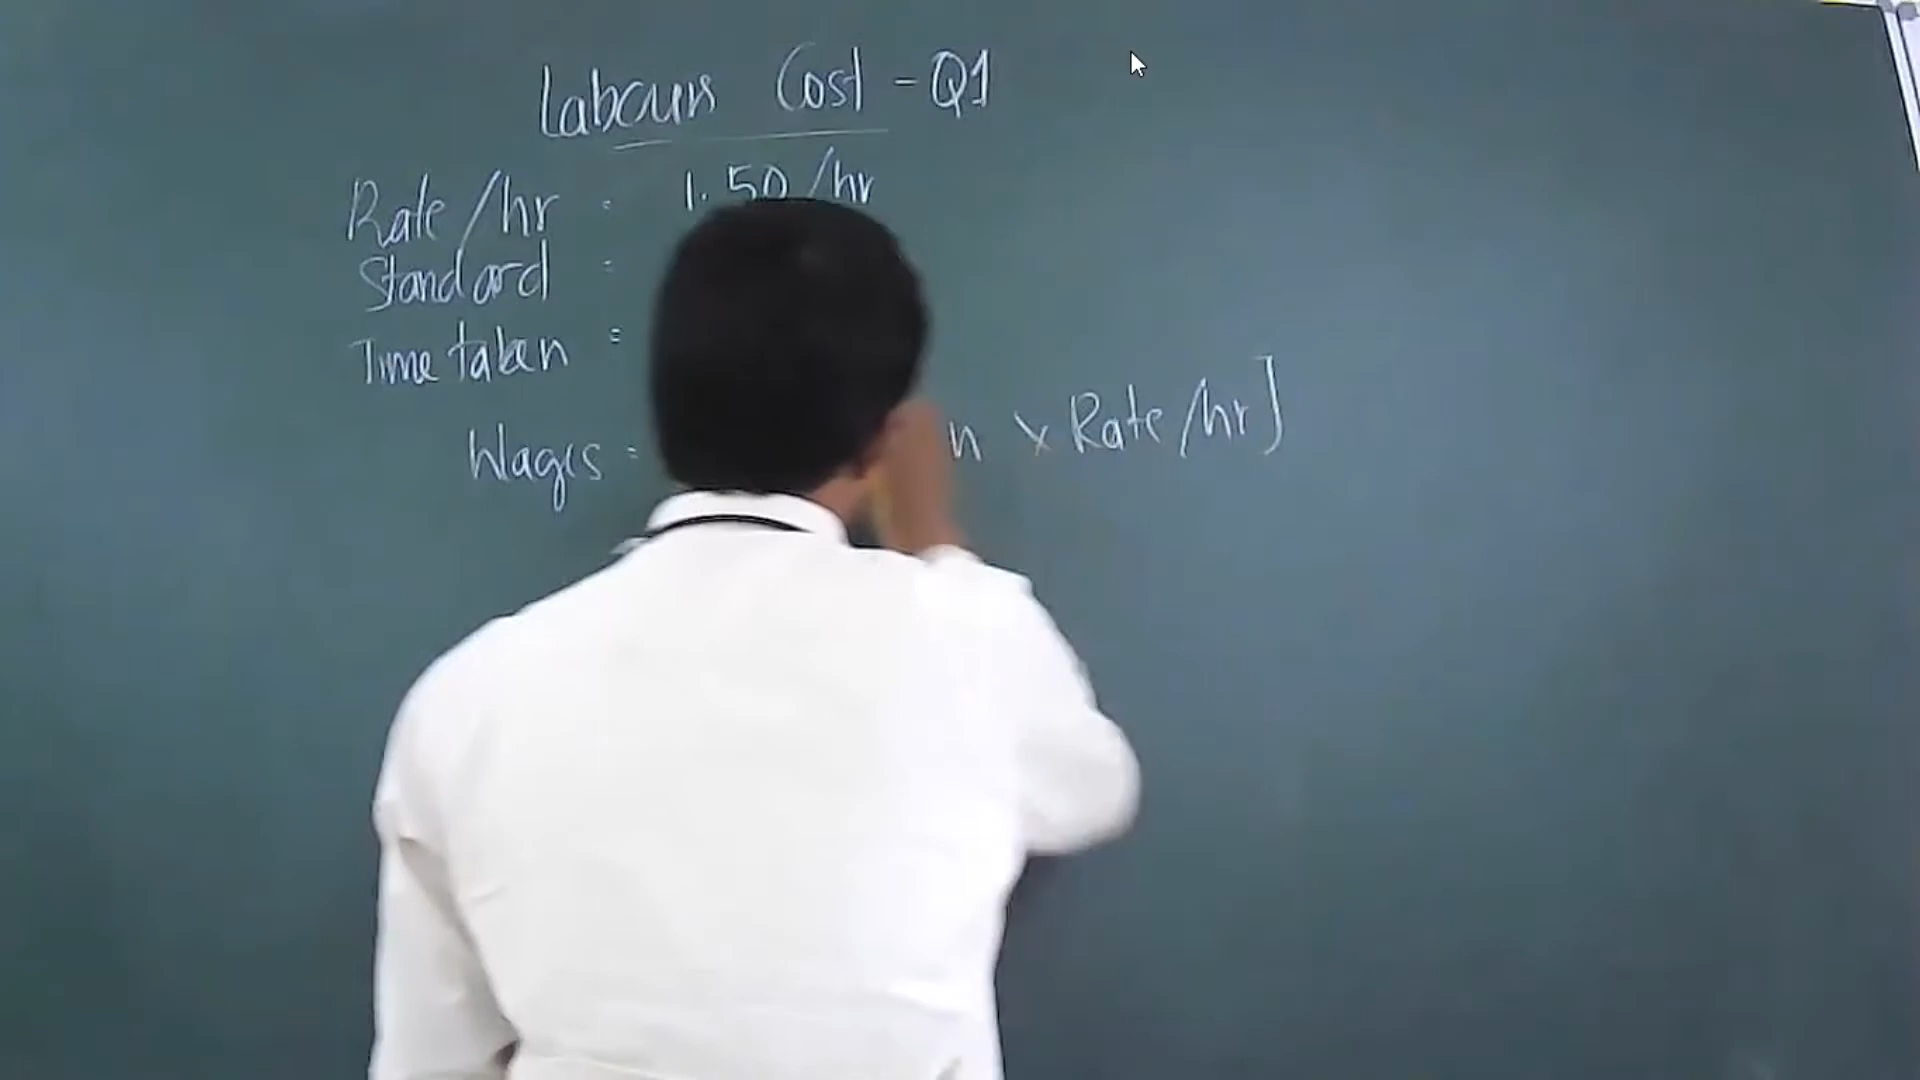 Labour Cost - Q1
Rate/hr = 1.50/hr
Standard =
Time taken =
Wages = n x Rate/hr]